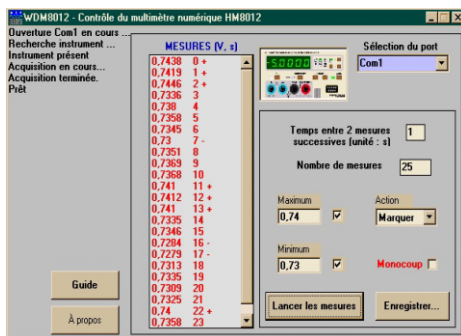 WDM8012 - Contrôle du multimètre numérique HM8012
Ouverture Com1 en cours ...
Recherche instrument ...
Instrument présent
Acquisition en cours...
Acquisition terminée.
Prêt
MESURES (V, s)
0,7438 0 +
0,7419 1 +
0,7446 2 +
0,7336 3
0,738 4
0,7358 5
0,7345 6
0,73 7 -
0,7351 8
0,7369 9
0,7368 10
0,741 11 +
0,7412 12 +
0,741 13 +
0,7335 14
0,7346 15
0,7284 16 -
0,7279 17 -
0,7313 18
0,7335 19
0,7309 20
0,7325 21
0,74 22 +
0,7358 23
Guide
À propos
-5.0000
Sélection du port
Com1
Temps entre 2 mesures
successives (unité : s)
1
Nombre de mesures
25
Maximum
0,74
Action
Marquer
Minimum
0,73
Monocoup
Lancer les mesures
Enregistrer...